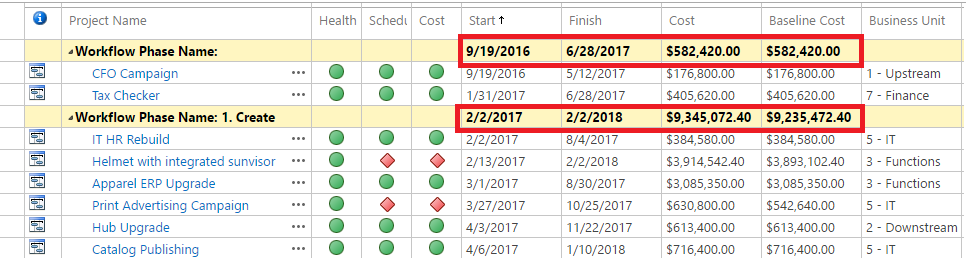 Project Name Health Schedu Cost Start Finish Cost Baseline Cost Business Unit
Workflow Phase Name: 9/19/2016 6/28/2017 $582,420.00 $582,420.00
CFO Campaign ... 9/19/2016 5/12/2017 $176,800.00 $176,800.00 1 - Upstream
Tax Checker ... 1/31/2017 6/28/2017 $405,620.00 $405,620.00 7 - Finance
Workflow Phase Name: 1. Create 2/2/2017 2/2/2018 $9,345,072.40 $9,235,472.40
IT HR Rebuild ... 2/2/2017 8/4/2017 $384,580.00 $384,580.00 5 - IT
Helmet with integrated sunvisor ... 2/13/2017 2/2/2018 $3,914,542.40 $3,893,102.40 3 - Functions
Apparel ERP Upgrade ... 3/1/2017 8/30/2017 $3,085,350.00 $3,085,350.00 3 - Functions
Print Advertising Campaign ... 3/27/2017 10/25/2017 $630,800.00 $542,640.00 5 - IT
Hub Upgrade ... 4/3/2017 11/22/2017 $613,400.00 $613,400.00 2 - Downstream
Catalog Publishing ... 4/6/2017 1/10/2018 $716,400.00 $716,400.00 5 - IT